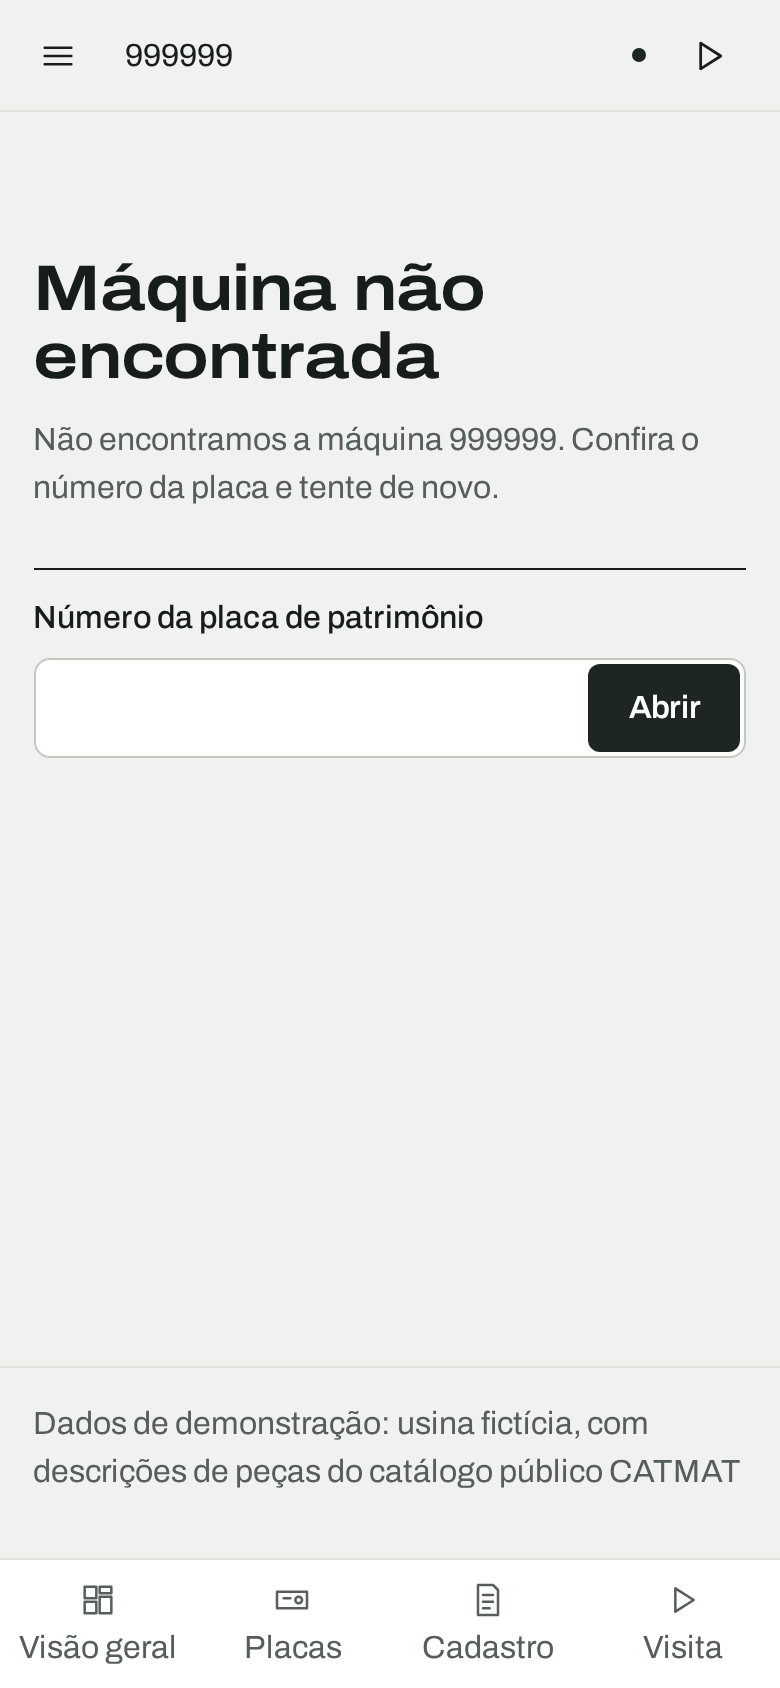 999999
Máquina não
encontrada
Não encontramos a máquina 999999. Confira o
número da placa e tente de novo.
Número da placa de patrimônio
Abrir
Dados de demonstração: usina fictícia, com
descrições de peças do catálogo público CATMAT
Visão geral
Placas
Cadastro
Visita